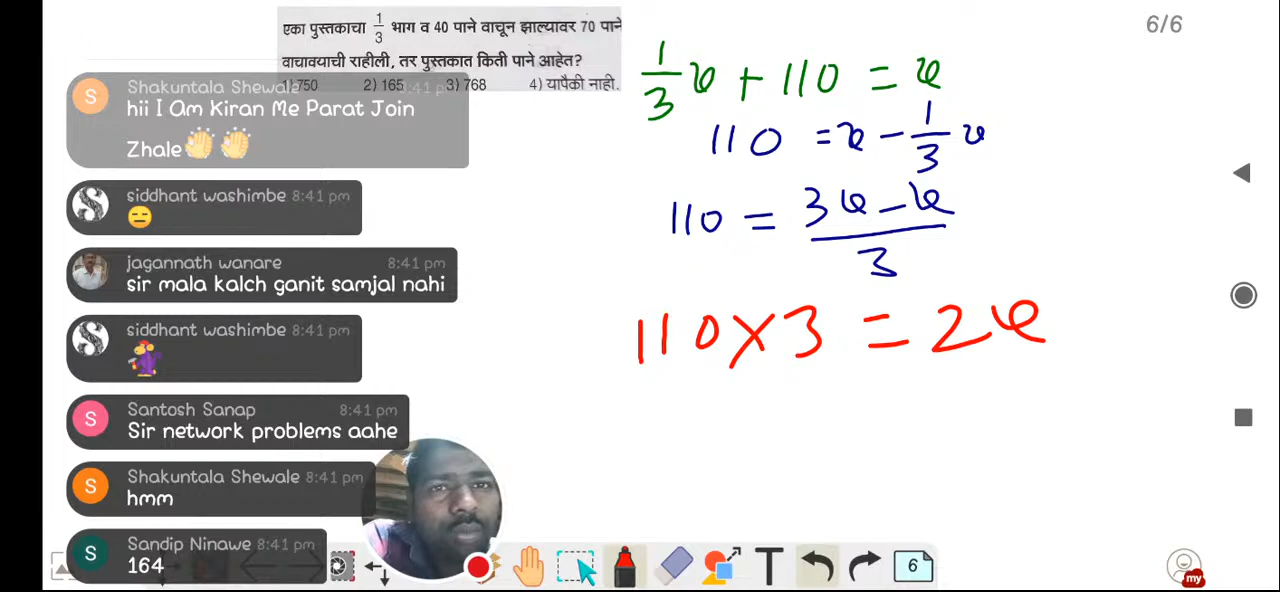 6/6
एका पुस्तकाचा 1/3 भाग व 40 पाने वाचून झाल्यावर 70 पाने
वाचावयाची राहीली, तर पुस्तकात किती पाने आहेत?
1) 750 2) 165 3) 768 4) यापैकी नाही.
Shakuntala Shewale 8:41 pm
hii I Am Kiran Me Parat Join
Zhale👏 👏
siddhant washimbe 8:41 pm
😑
jagannath wanare 8:41 pm
sir mala kalch ganit samjal nahi
siddhant washimbe 8:41 pm
Santosh Sanap 8:41 pm
Sir network problems aahe
Shakuntala Shewale 8:41 pm
hmm
Sandip Ninawe 8:41 pm
164
1/3 x + 110 = x
110 = x - 1/3 x
110 = (3x - x)/3
110 x 3 = 2x
T
6
my